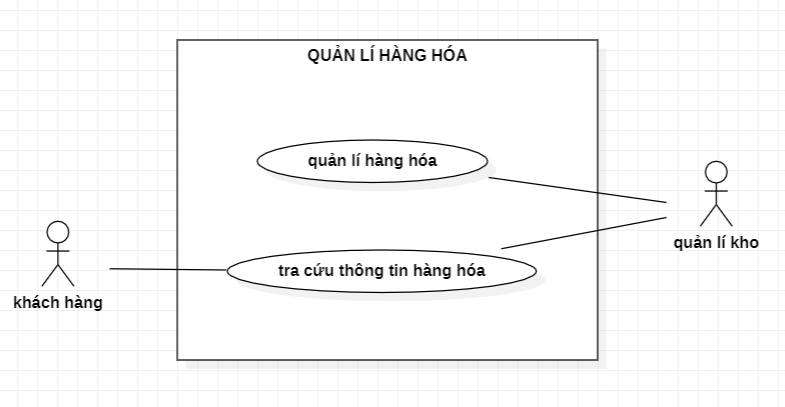 QUẢN LÍ HÀNG HÓA
quản lí hàng hóa
quản lí kho
tra cứu thông tin hàng hóa
khách hàng